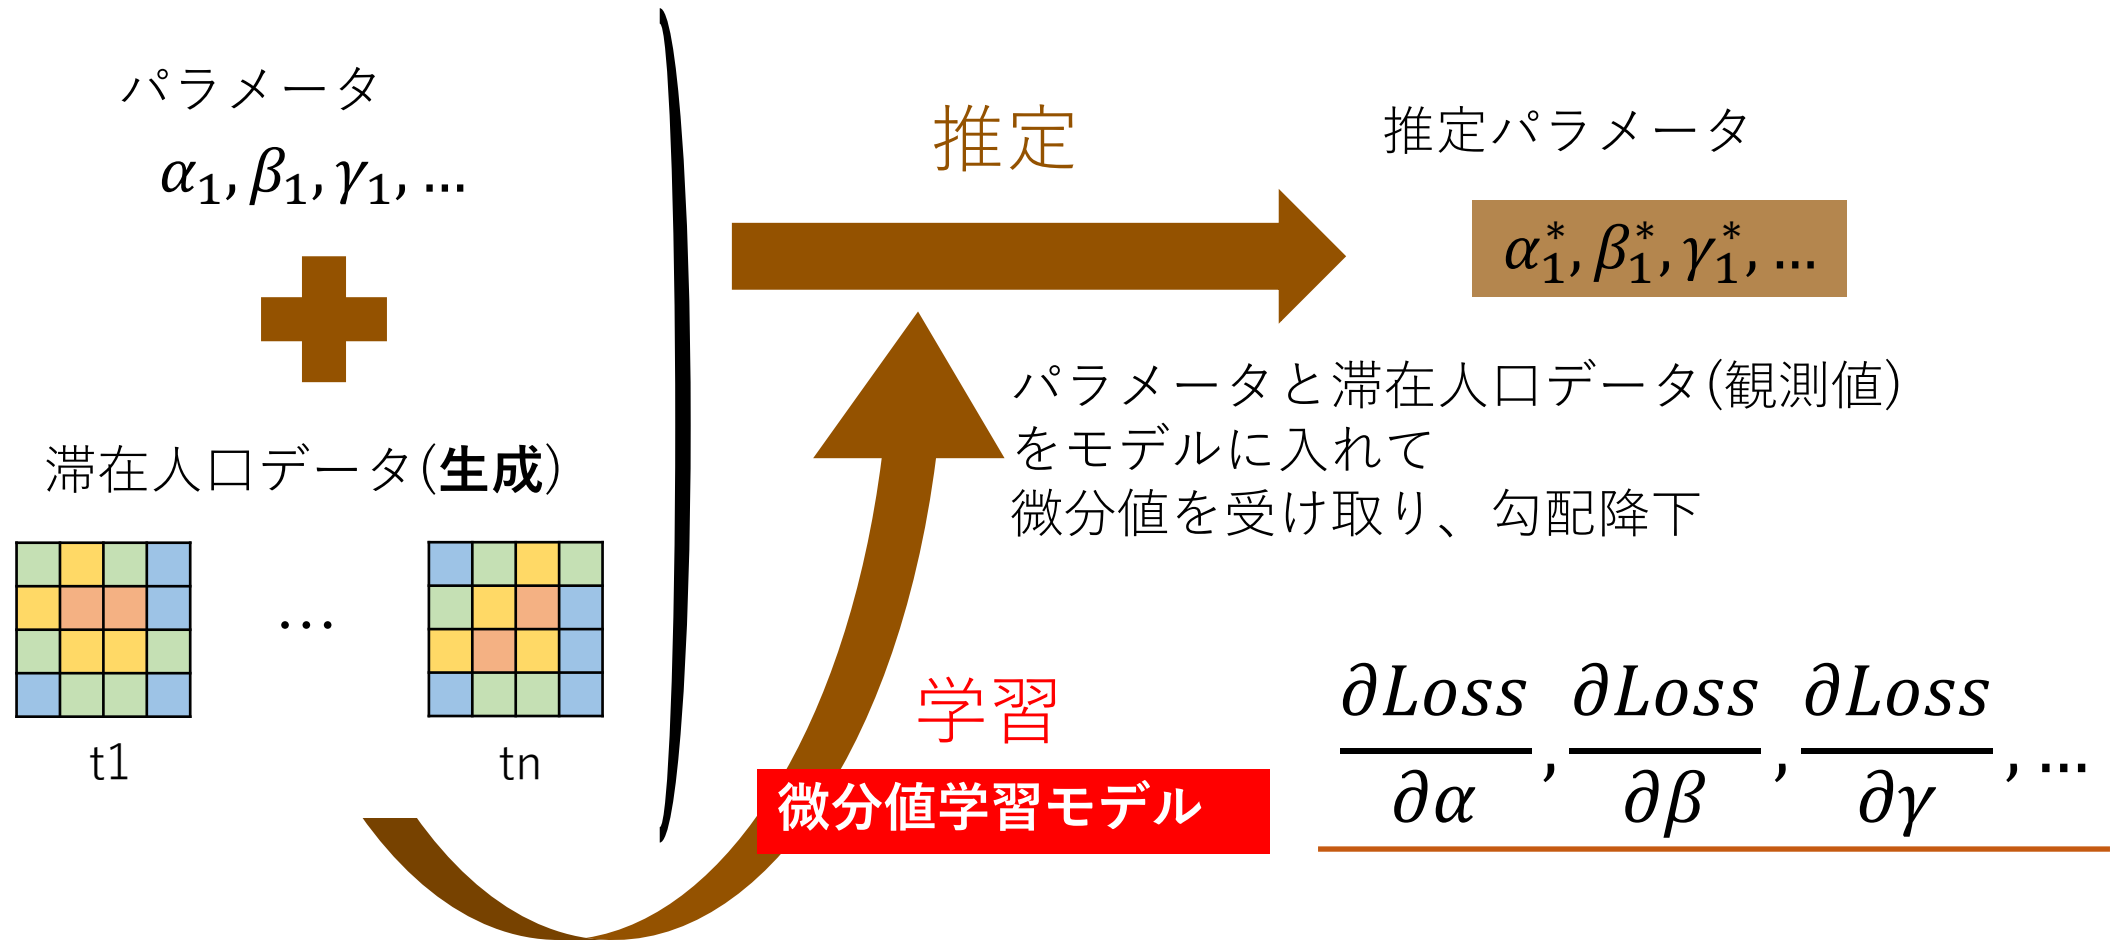 パラメータ
α₁, β₁, γ₁, …
滞在人口データ(生成)
…
t1
tn
推定
推定パラメータ
α₁*, β₁*, γ₁*, …
パラメータと滞在人口データ(観測値)
をモデルに入れて
微分値を受け取り、勾配降下
学習
微分値学習モデル
∂Loss/∂α, ∂Loss/∂β, ∂Loss/∂γ, …